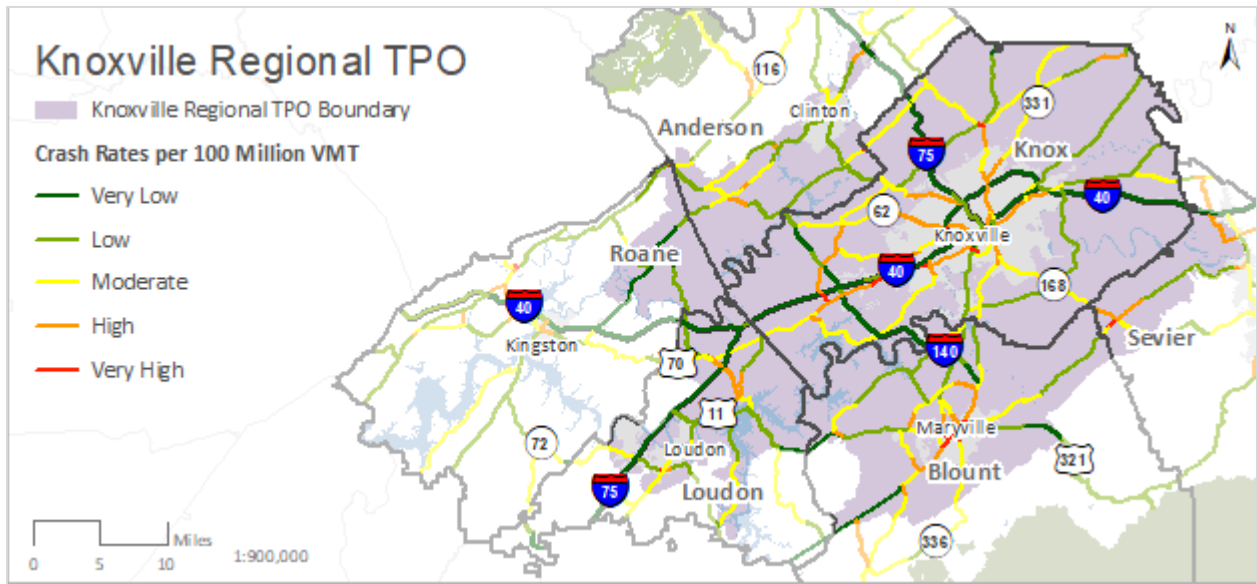 Knoxville Regional TPO
Knoxville Regional TPO Boundary
Crash Rates per 100 Million VMT
Very Low
Low
Moderate
High
Very High
N
116
Clinton
331
Anderson
Knox
75
40
62
Knoxville
Roane
40
40
168
Kingston
Sevier
140
70
11
Maryville
72
Loudon
321
Blount
75
Loudon
336
Miles
0 5 10
1:900,000